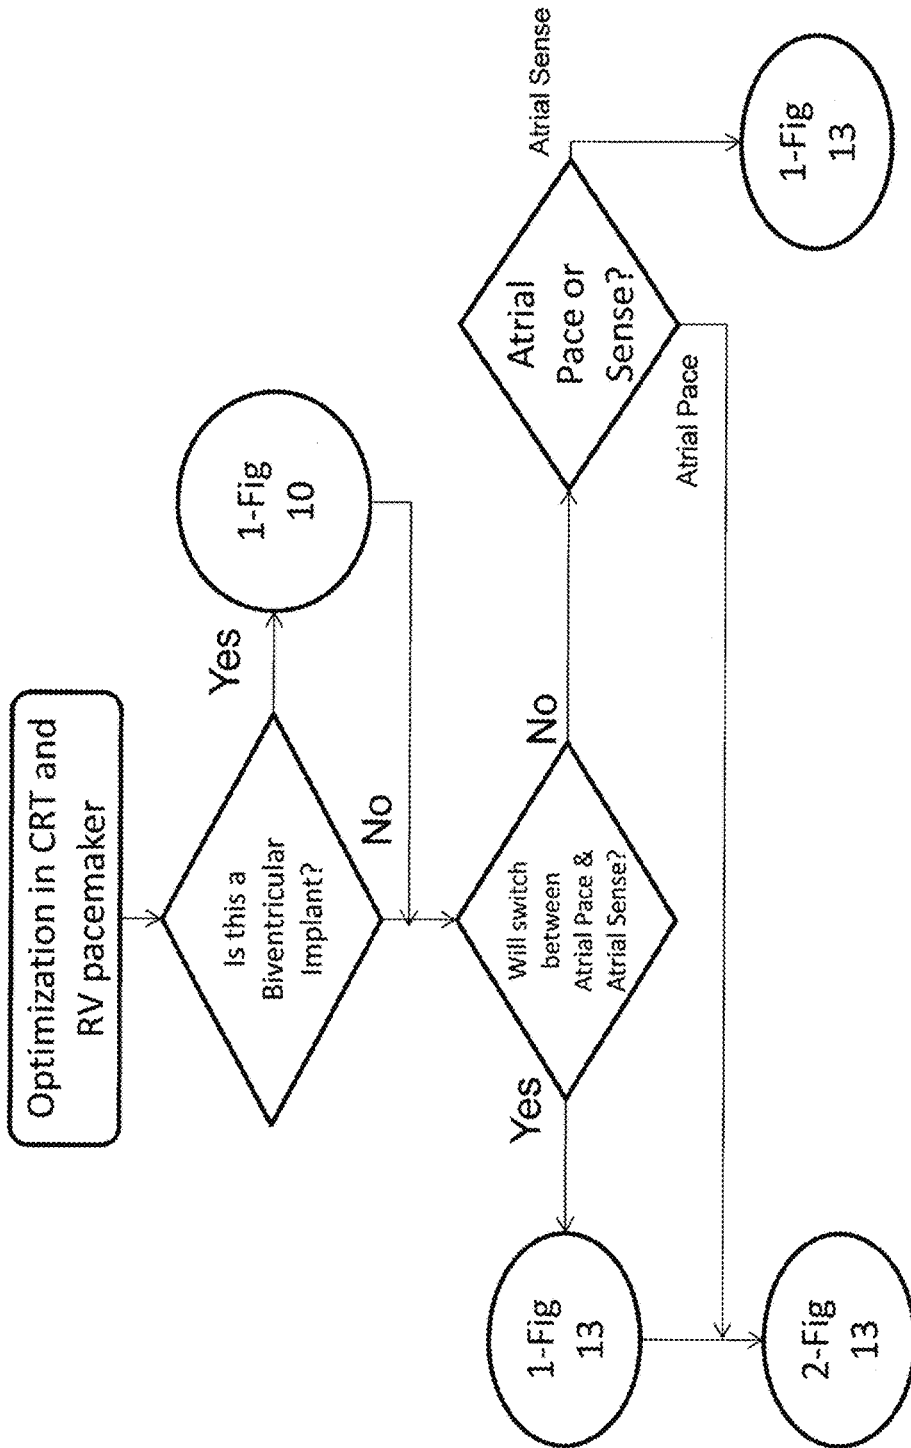 Optimization in CRT and
RV pacemaker
Is this a
Biventricular
Implant?
Yes
1-Fig
10
No
Will switch
between
Atrial Pace &
Atrial Sense?
Yes
No
1-Fig
13
Atrial
Pace or
Sense?
Atrial Sense
Atrial Pace
1-Fig
13
2-Fig
13